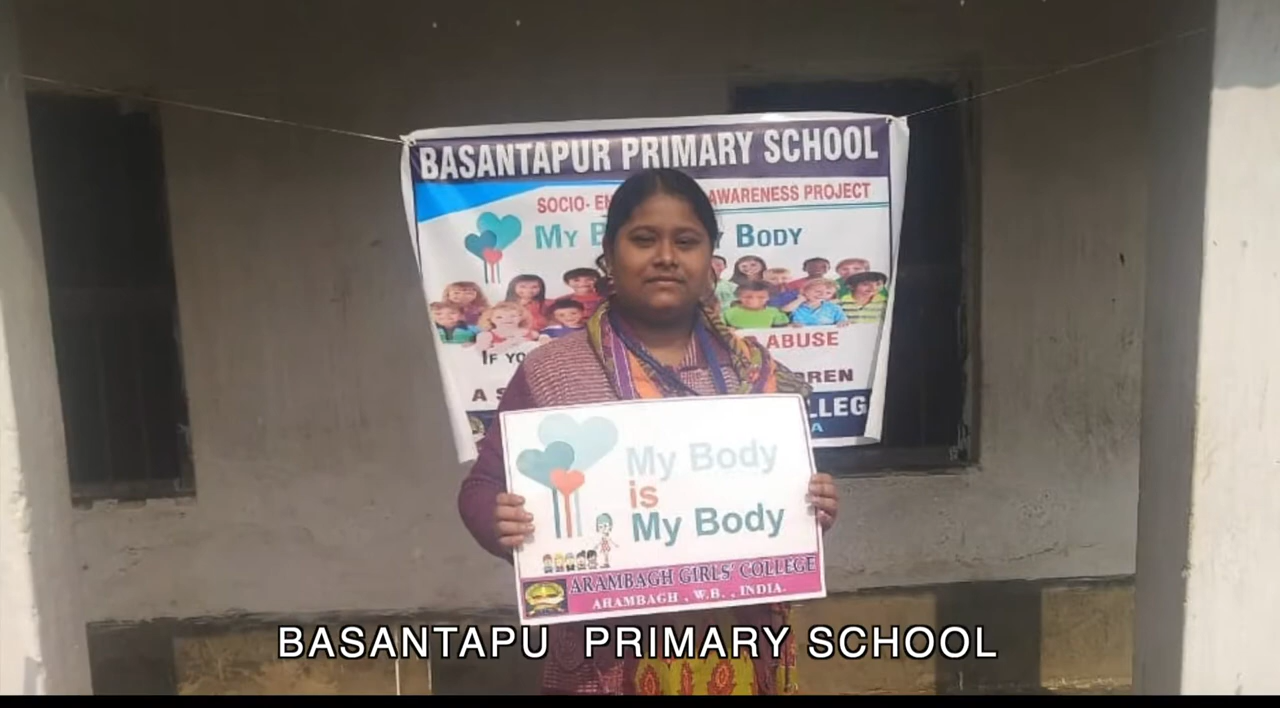 BASANTAPUR PRIMARY SCHOOL
SOCIO- AWARENESS PROJECT
MY BODY
IF ABUSE
A
My Body
is
My Body
ARAMBAGH GIRLS' COLLEGE
ARAMBAGH , W.B. , INDIA.
BASANTAPU PRIMARY SCHOOL